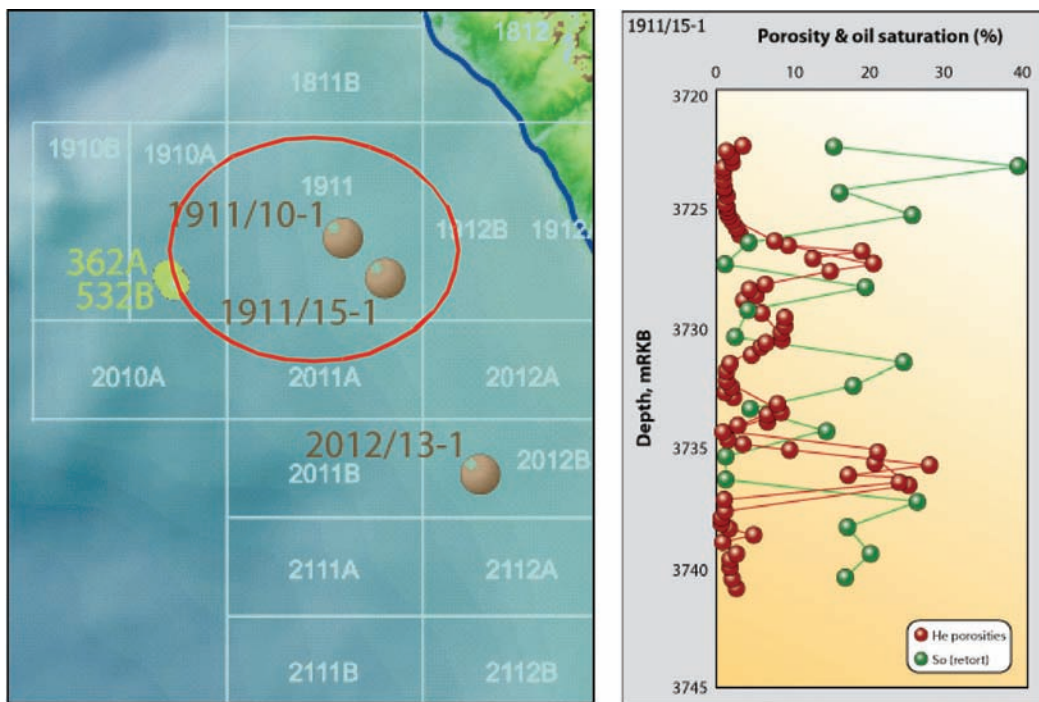 1812
1811B
1910B
1910A
1911
1911/10-1
1912B
1912
362A
532B
1911/15-1
2010A
2011A
2012A
2012/13-1
2011B
2012B
2111A
2112A
2111B
2112B
1911/15-1
Porosity & oil saturation (%)
0 10 20 30 40
3720
3725
3730
3735
3740
3745
Depth, mRKB
He porosities
So (retort)